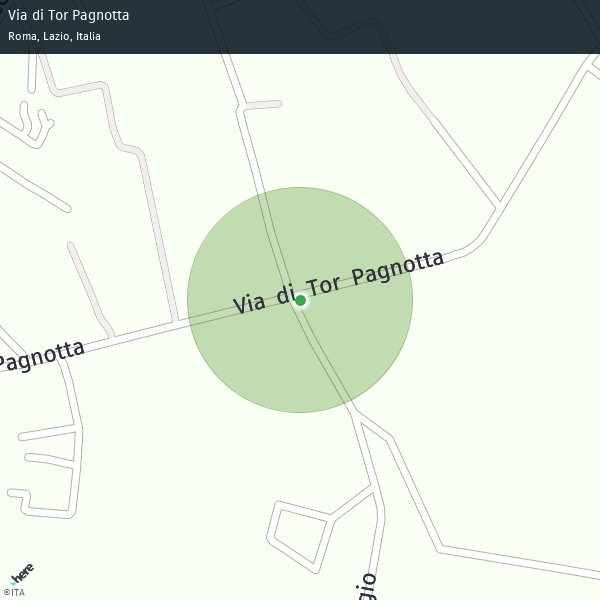 Via di Tor Pagnotta
Roma, Lazio, Italia
Via di Tor Pagnotta
Pagnotta
gio
here
©ITA